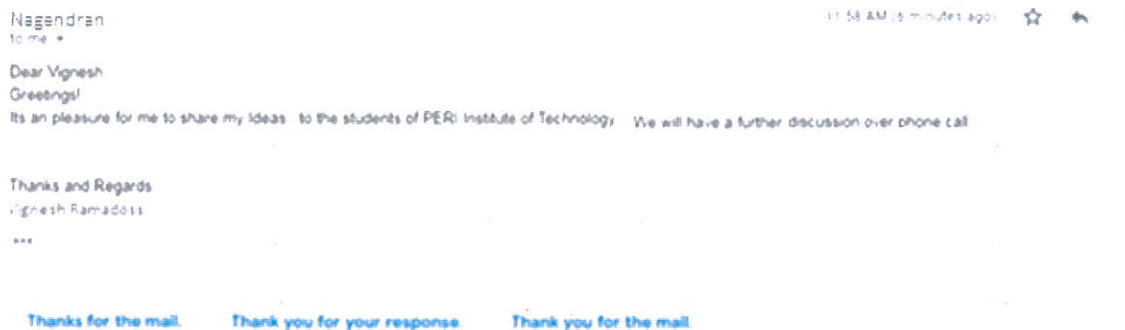 Nagendran
11:58 AM (6 minutes ago)
to me
Dear Vignesh
Greetings!
Its an pleasure for me to share my Ideas to the students of PERI Institute of Technology We will have a further discussion over phone call
Thanks and Regards
Vignesh Ramadoss
Thanks for the mail. Thank you for your response. Thank you for the mail.